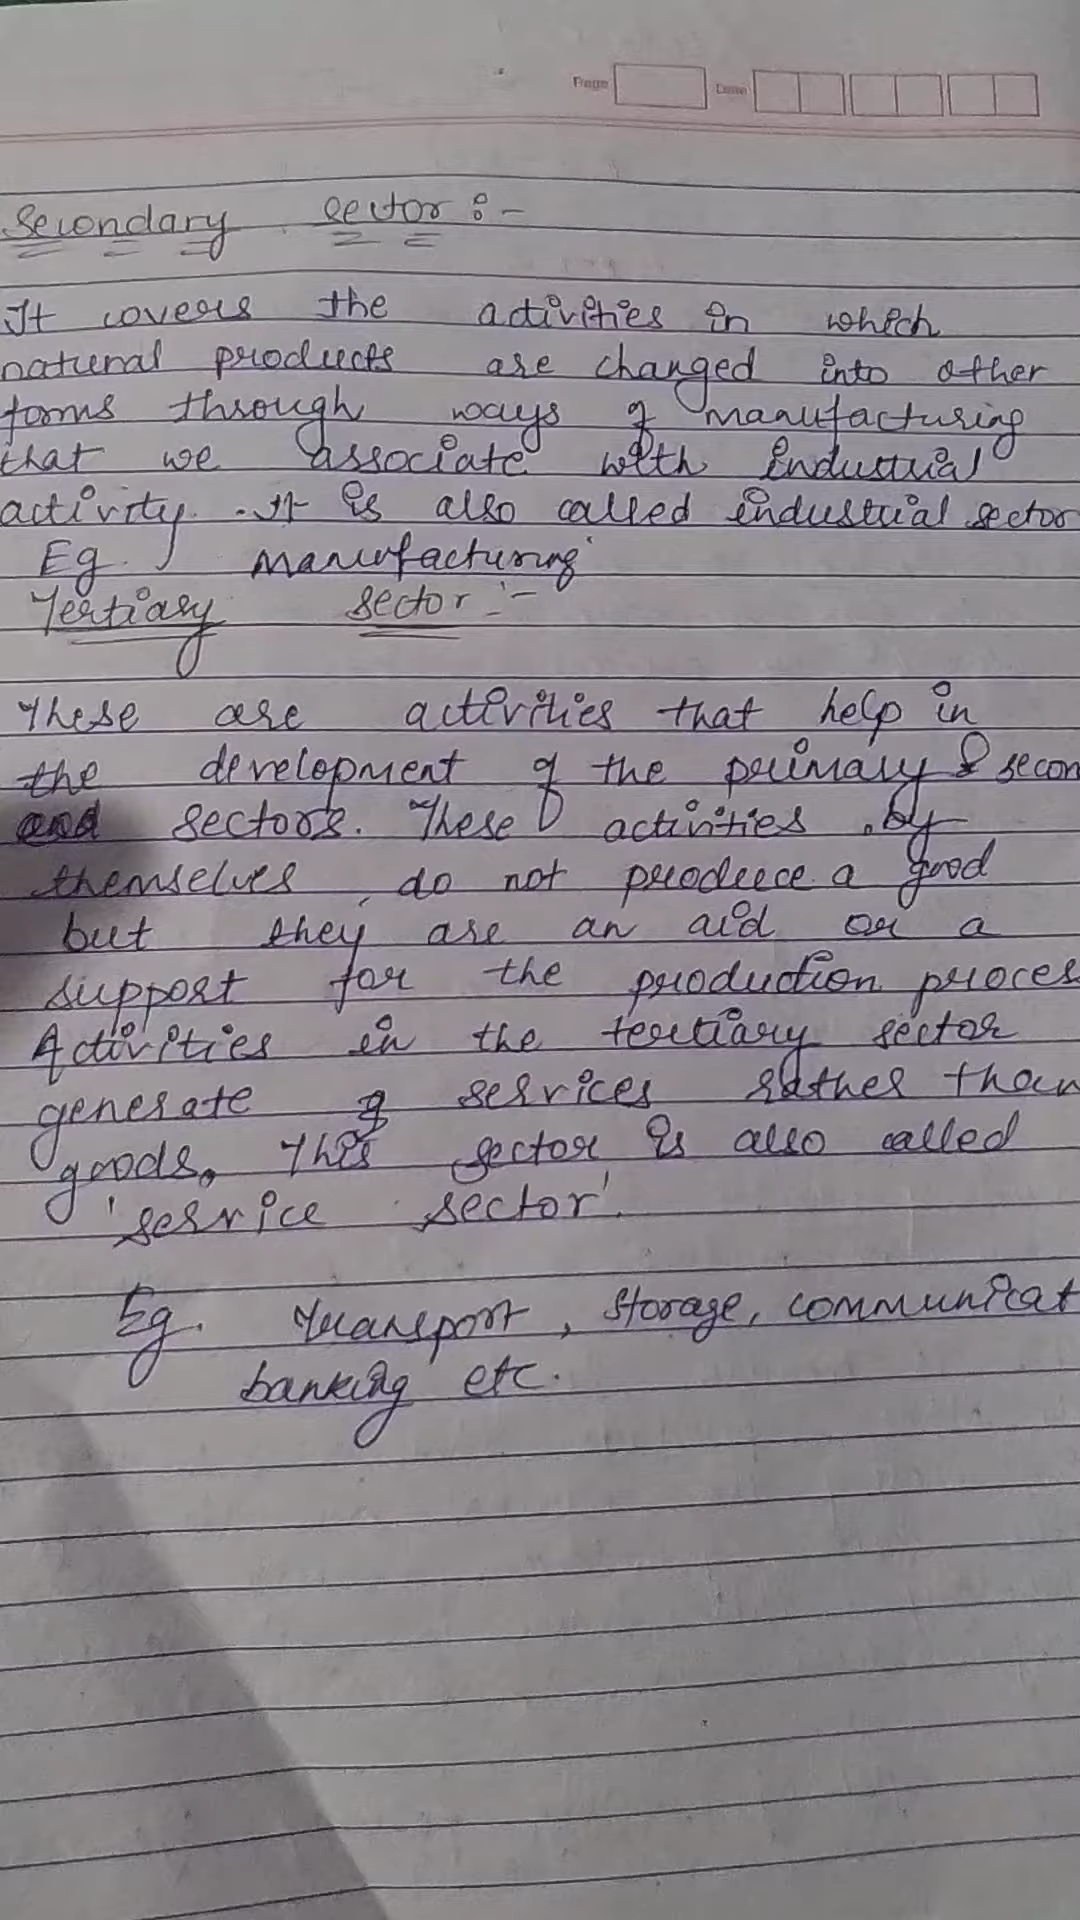 Page Date
Secondary sector :-
It covers the activities in which
natural products are changed into other
forms through ways of manufacturing
that we associate with industrial
activity. It is also called industrial sector
Eg. manufacturing
Tertiary sector :-
These are activities that help in
the development of the primary & secon
and sectors. These activities by
themselves do not produce a good
but they are an aid or a
support for the production proces
Activities in the tertiary sector
generate services rather than
goods. This sector is also called
'service sector'.
Eg. Transport, storage, communicat
banking etc.